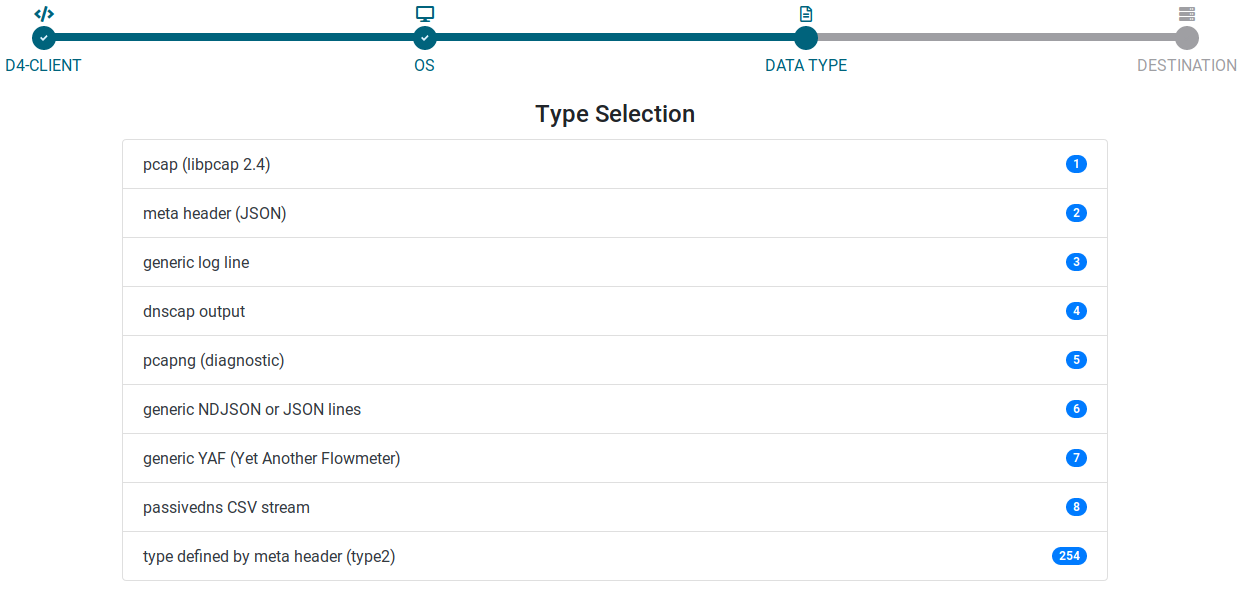 D4-CLIENT OS DATA TYPE DESTINATION
Type Selection
pcap (libpcap 2.4) 1
meta header (JSON) 2
generic log line 3
dnscap output 4
pcapng (diagnostic) 5
generic NDJSON or JSON lines 6
generic YAF (Yet Another Flowmeter) 7
passivedns CSV stream 8
type defined by meta header (type2) 254